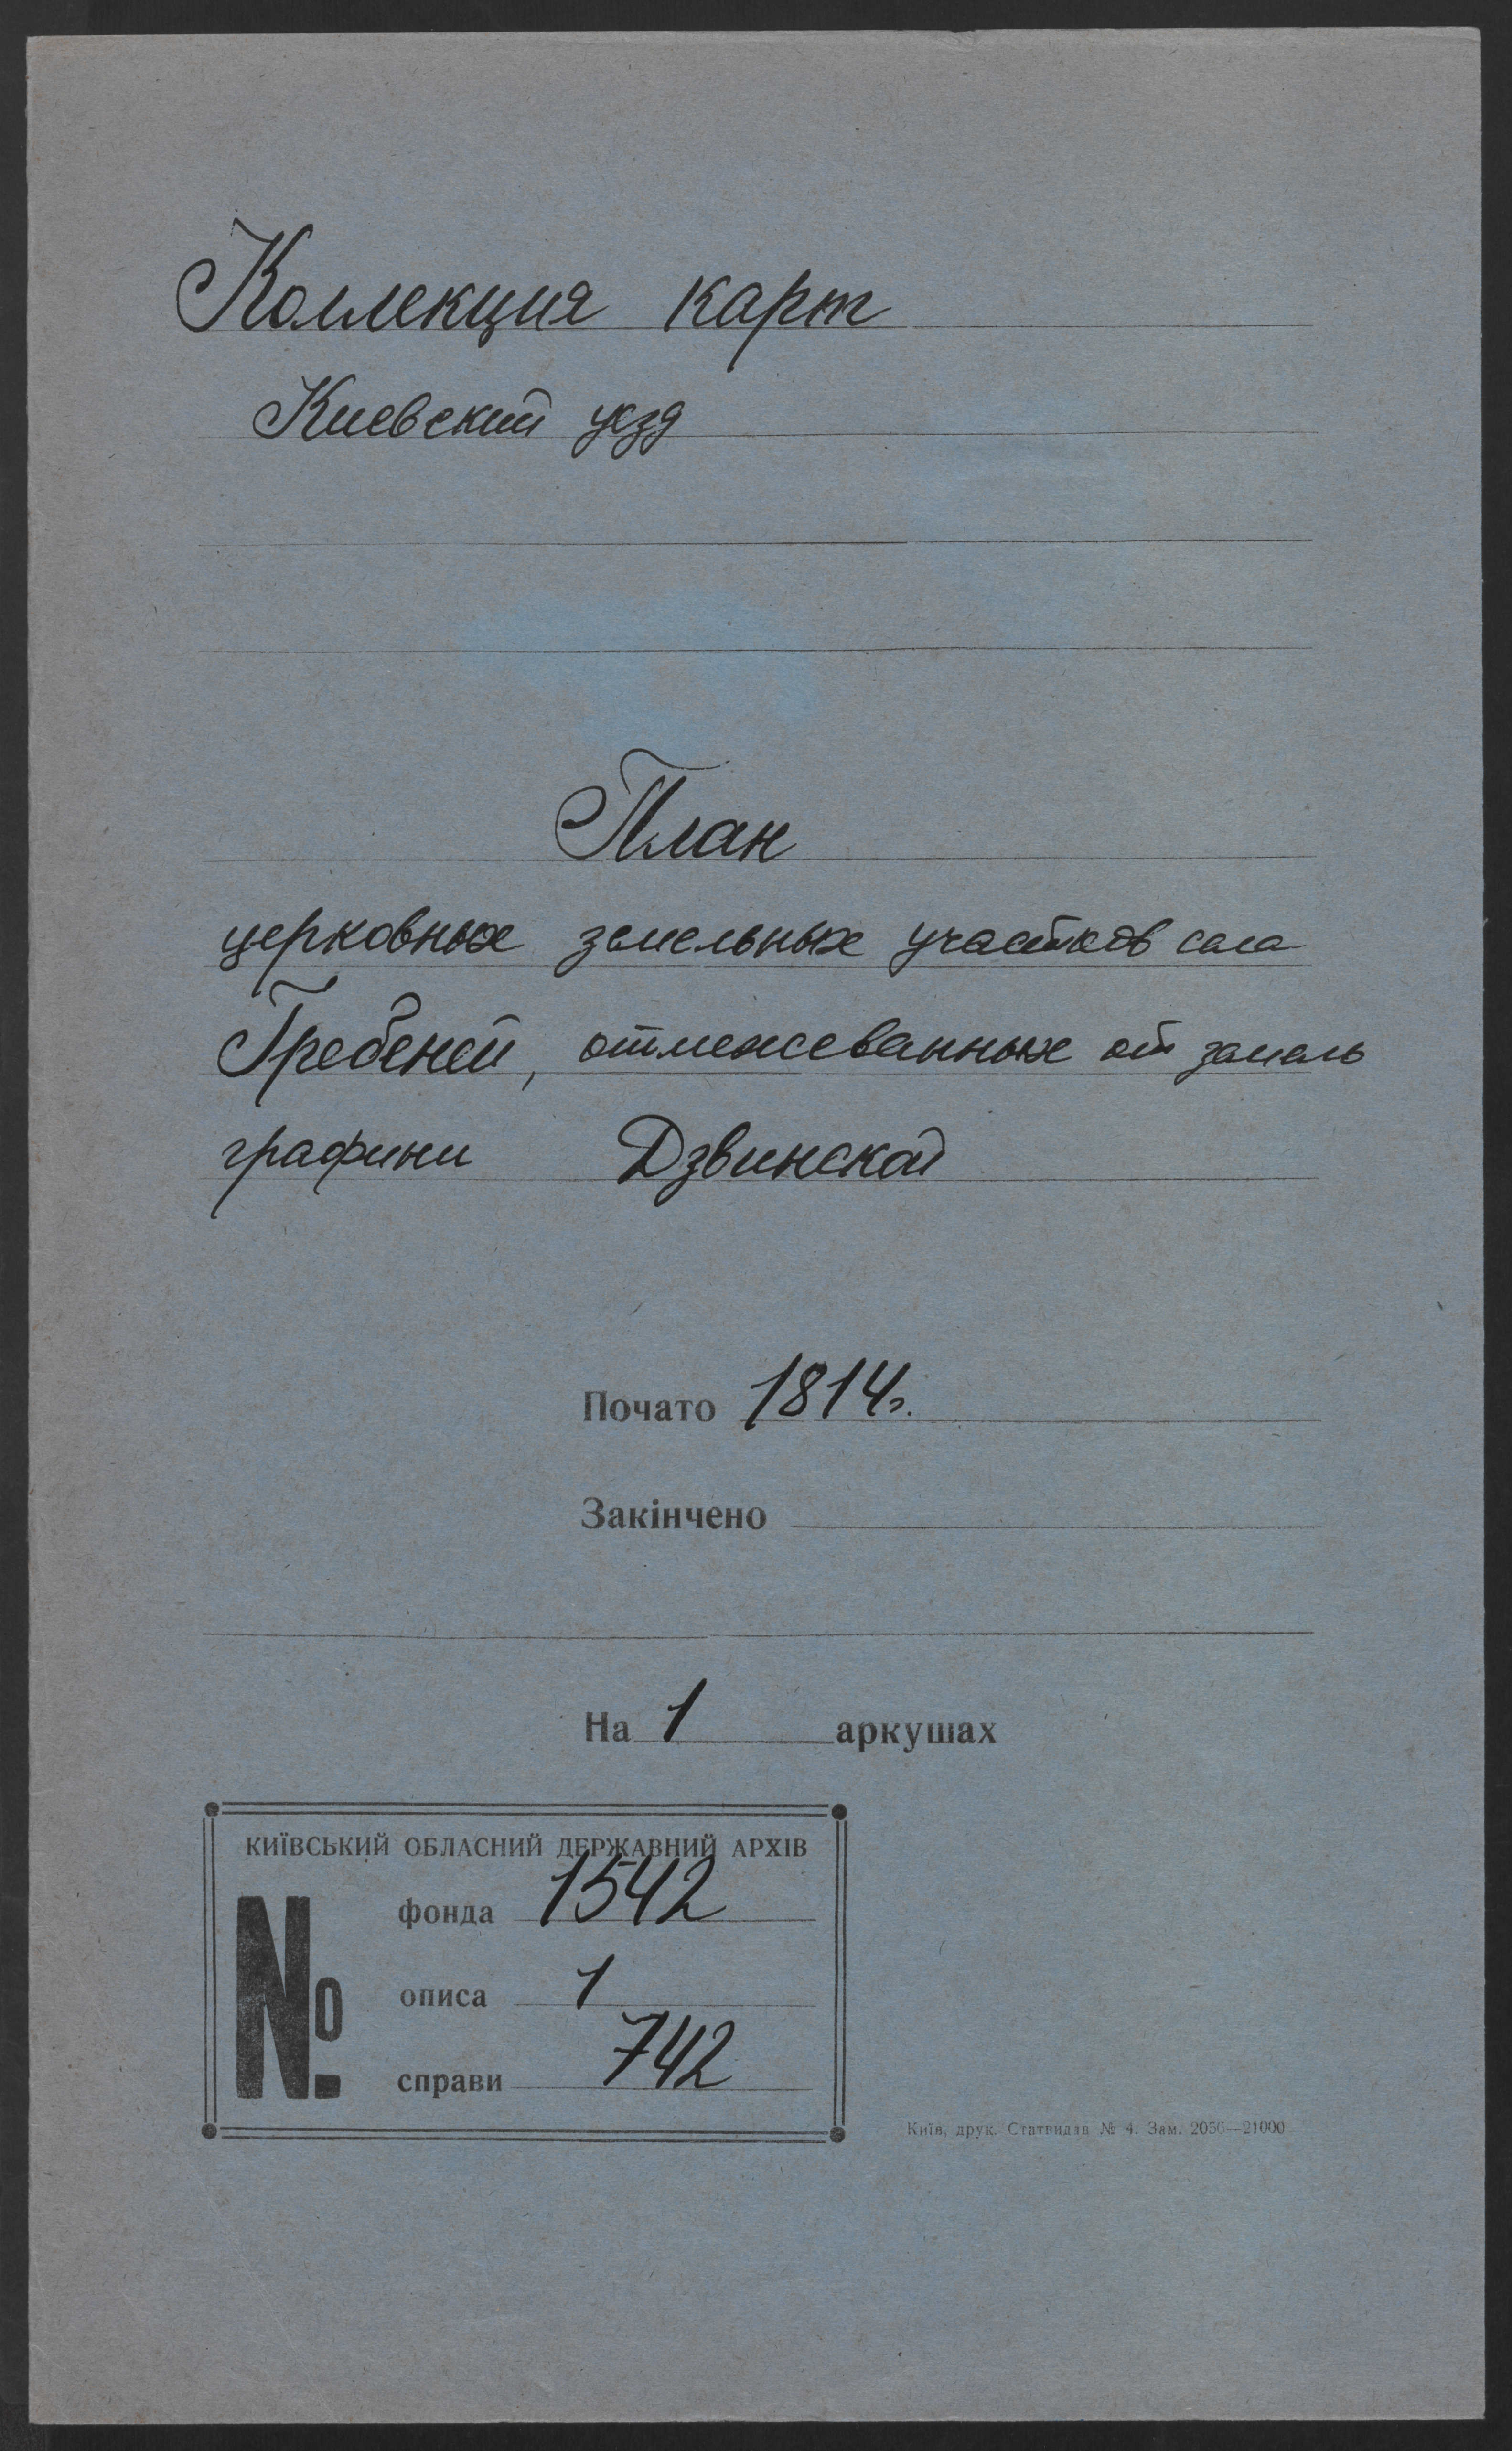 Коллекция карт
Киевский уезд
План
церковных земельных участков села
Гребеней, отмежеванных от земель
графини Дзвинской
Почато 1814г.
Закінчено
На 1 аркушах
КИЇВСЬКИЙ ОБЛАСНИЙ ДЕРЖАВНИЙ АРХІВ
№ фонда 1542
описа 1
справи 742
Київ, друк. Статвидав № 4. Зам. 2056—21000